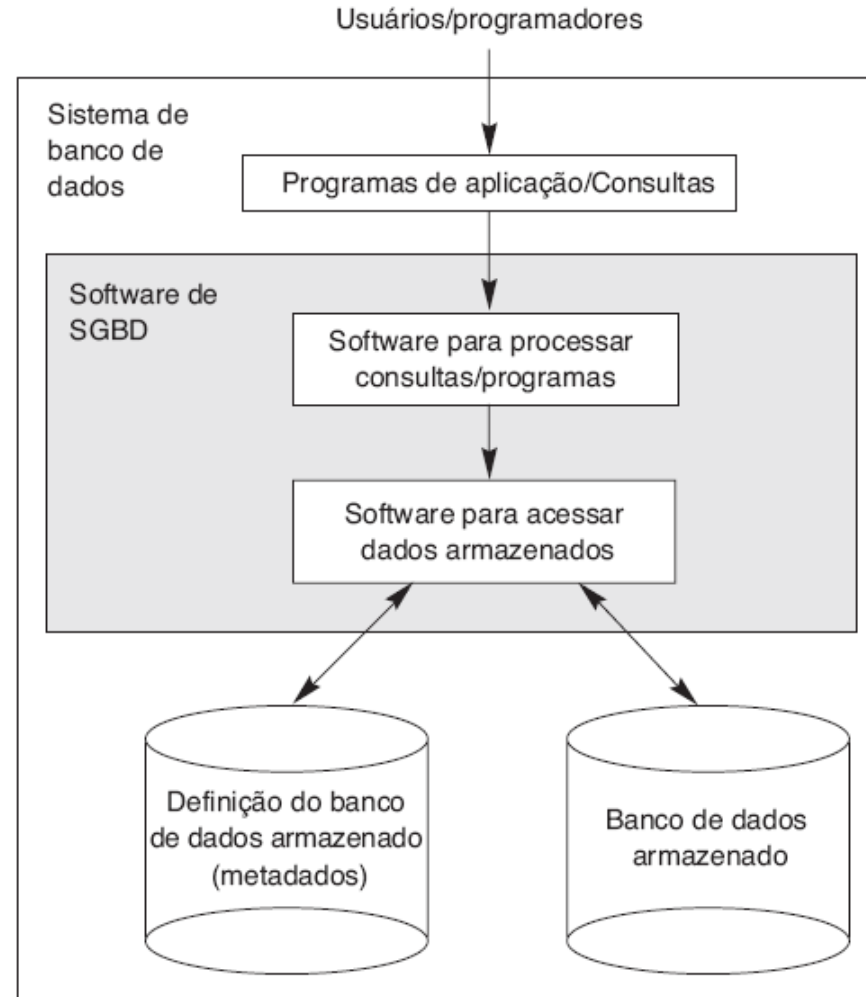 Usuários/programadores
Sistema de
banco de
dados
Programas de aplicação/Consultas
Software de
SGBD
Software para processar
consultas/programas
Software para acessar
dados armazenados
Definição do banco
de dados armazenado
(metadados)
Banco de dados
armazenado